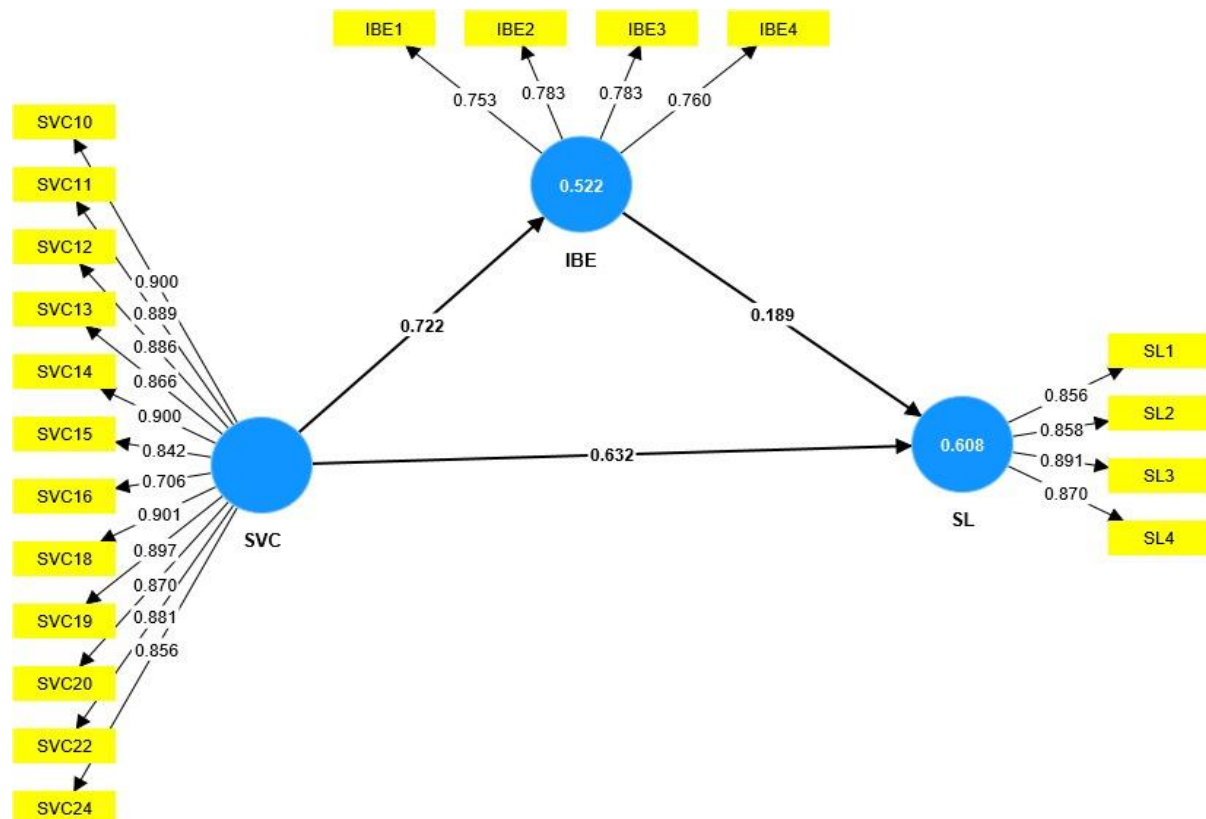 IBE1
IBE2
IBE3
IBE4
0.753
0.783
0.783
0.760
SVC10
SVC11
SVC12
SVC13
SVC14
SVC15
SVC16
SVC18
SVC19
SVC20
SVC22
SVC24
0.900
0.889
0.886
0.866
0.900
0.842
0.706
0.901
0.897
0.870
0.881
0.856
0.522
IBE
0.722
0.189
0.632
SVC
0.608
SL
0.856
0.858
0.891
0.870
SL1
SL2
SL3
SL4